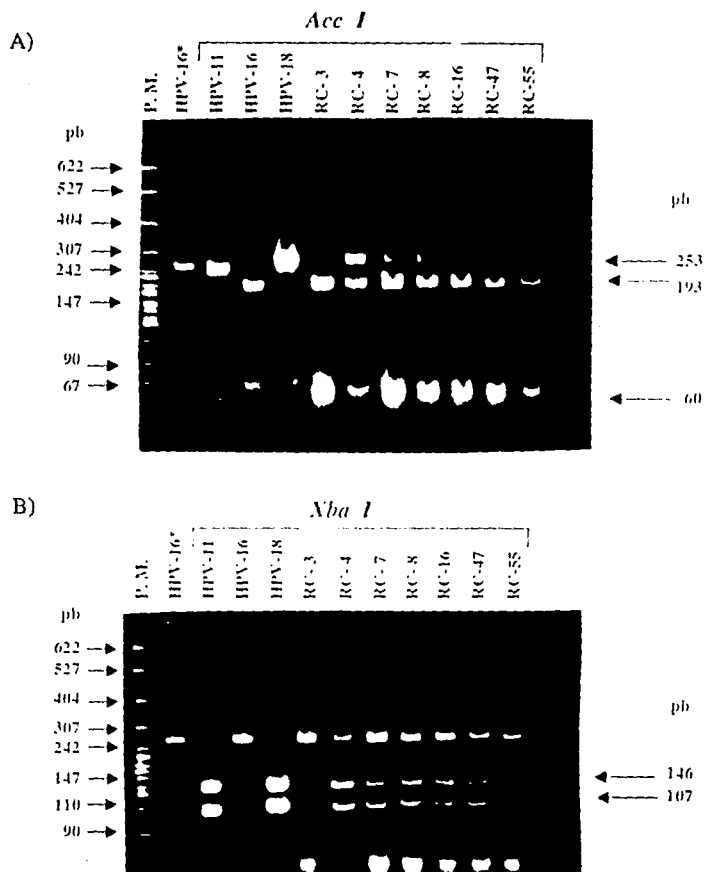 A)
Acc I
P. M.
HPV-16*
HPV-11
HPV-16
HPV-18
RC-3
RC-4
RC-7
RC-8
RC-16
RC-47
RC-55
pb
622
527
404
307
242
147
90
67
pb
253
193
60
B)
Xba I
P. M.
HPV-16*
HPV-11
HPV-16
HPV-18
RC-3
RC-4
RC-7
RC-8
RC-16
RC-47
RC-55
pb
622
527
404
307
242
147
110
90
pb
146
107